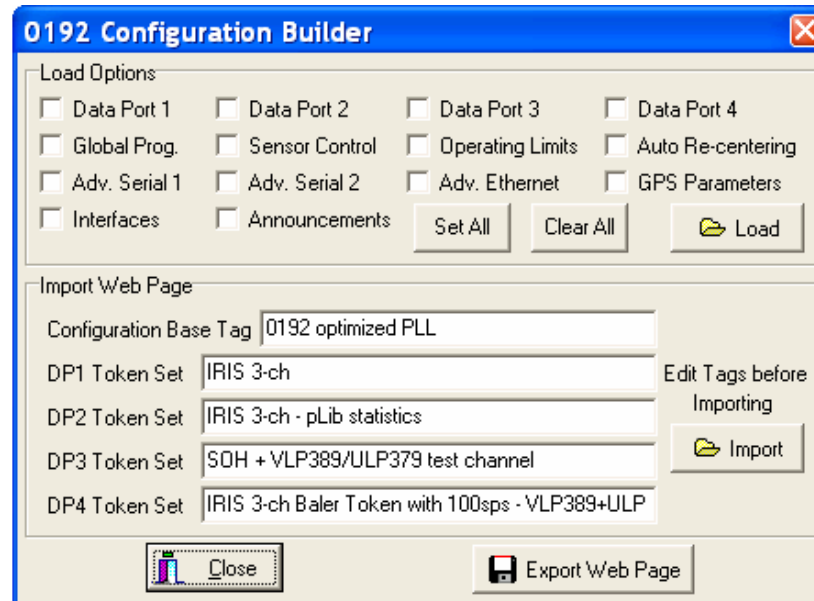 0192 Configuration Builder
Load Options
Data Port 1 Data Port 2 Data Port 3 Data Port 4
Global Prog. Sensor Control Operating Limits Auto Re-centering
Adv. Serial 1 Adv. Serial 2 Adv. Ethernet GPS Parameters
Interfaces Announcements Set All Clear All Load
Import Web Page
Configuration Base Tag 0192 optimized PLL
DP1 Token Set IRIS 3-ch
Edit Tags before
Importing
DP2 Token Set IRIS 3-ch - pLib statistics
DP3 Token Set SOH + VLP389/ULP379 test channel
Import
DP4 Token Set IRIS 3-ch Baler Token with 100sps - VLP389+ULP
Close Export Web Page